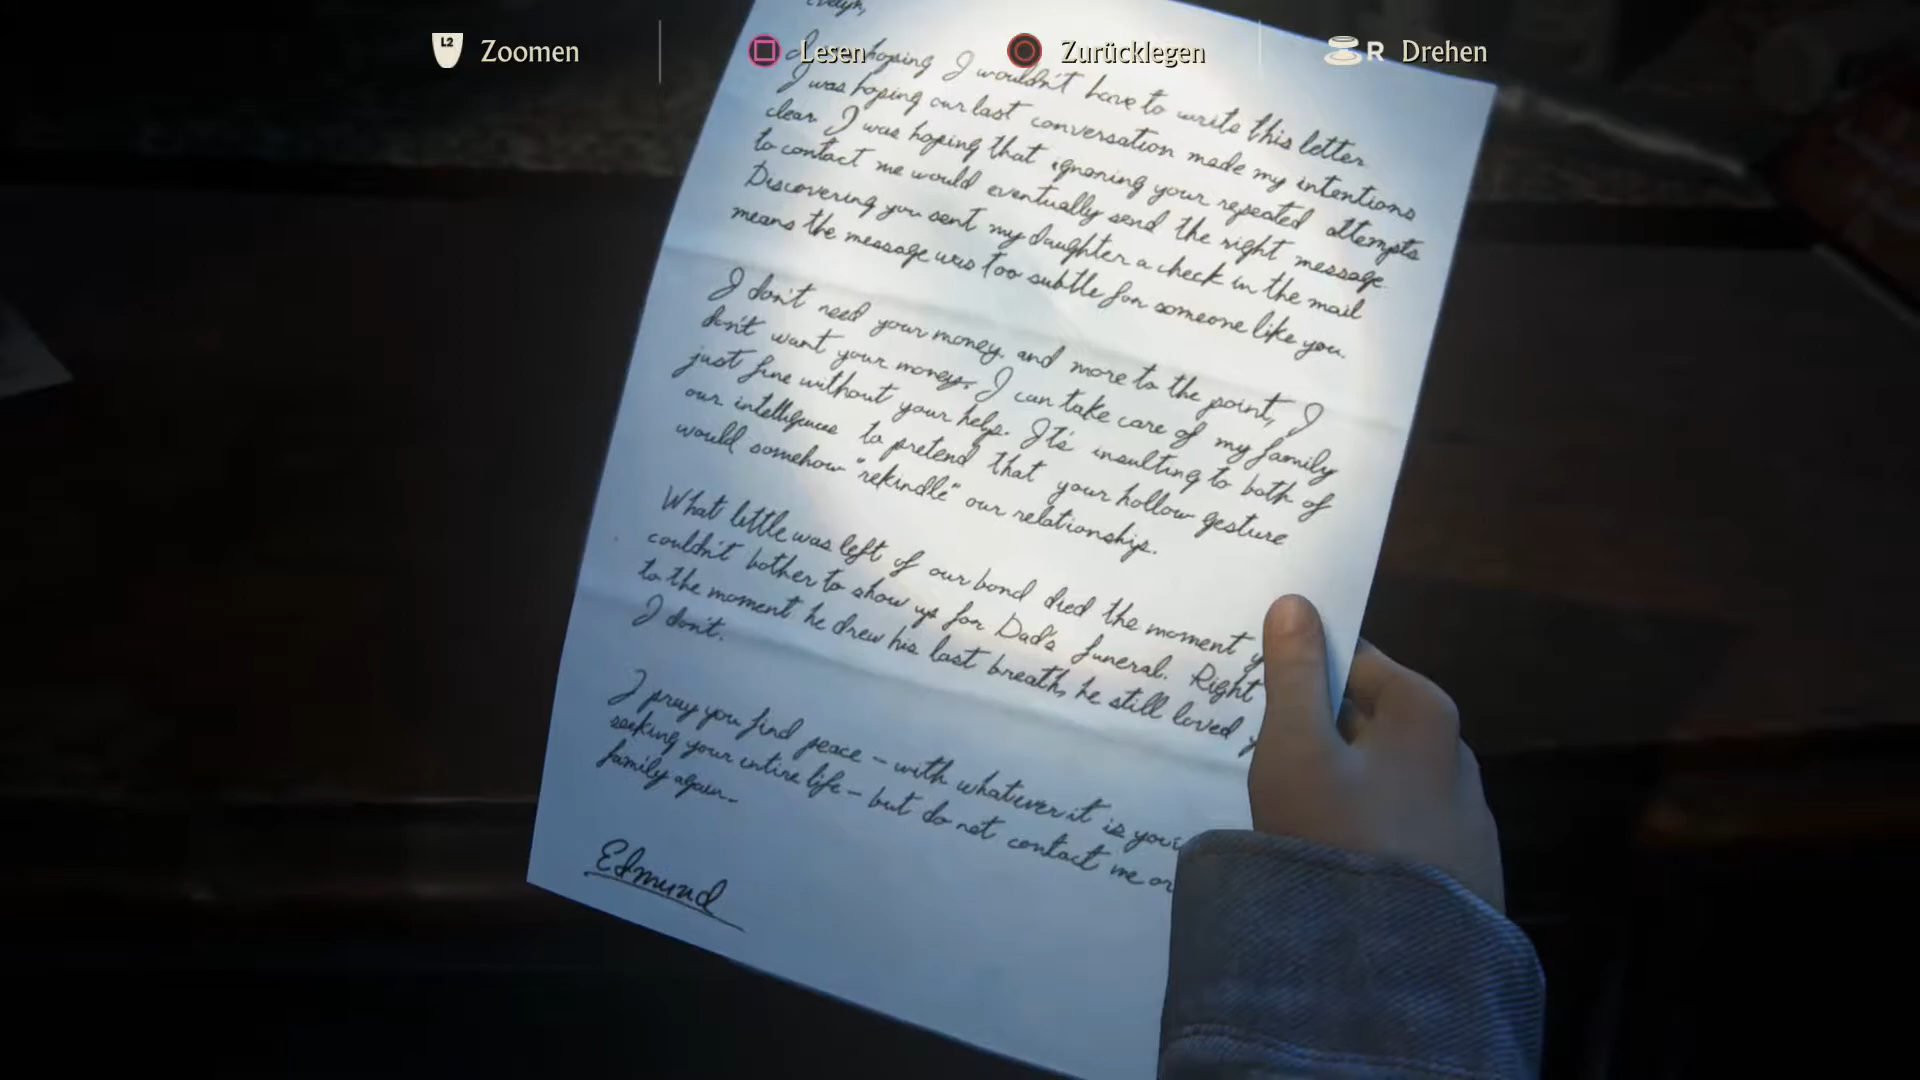 Zoomen
Lesen
Zurücklegen
R Drehen
L2
Evelyn,
I was hoping I wouldn't have to write this letter.
I was hoping our last conversation made my intentions
clear. I was hoping that ignoring your repeated attempts
to contact me would eventually send the right message.
Discovering you sent my daughter a check in the mail
means the message was too subtle for someone like you.
I don't need your money, and more to the point, I
don't want your money. I can take care of my family
just fine without your help. It's insulting to both of
our intelligences to pretend that your hollow gesture
would somehow "rekindle" our relationship.
What little was left of our bond died the moment
couldn't bother to show up for Dad's funeral. Right
to the moment he drew his last breath, he still loved
I don't.
I pray you find peace – with whatever it is
seeking your entire life – but do not contact me or
family again.
Edmund